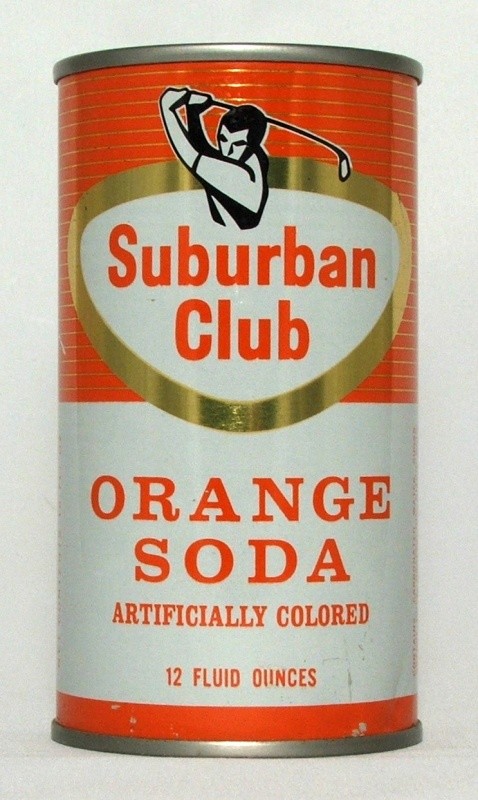 Suburban
Club
ORANGE
SODA
ARTIFICIALLY COLORED
12 FLUID OUNCES